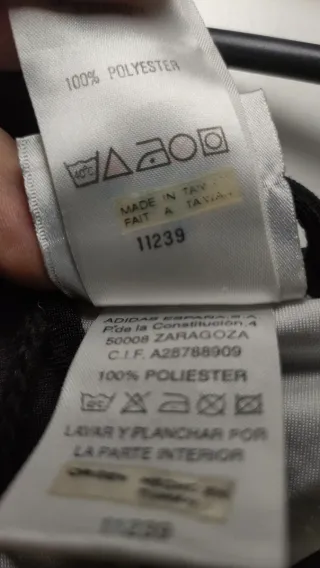 100% POLYESTER
40°C
MADE IN TAIWAN
FAIT A TAIWAN
11239
ADIDAS ESPAÑA S.A
P.de la Constitución,4
50008 ZARAGOZA
C.I.F. A28788909
100% POLIESTER
LAVAR Y PLANCHAR POR
LA PARTE INTERIOR
11239